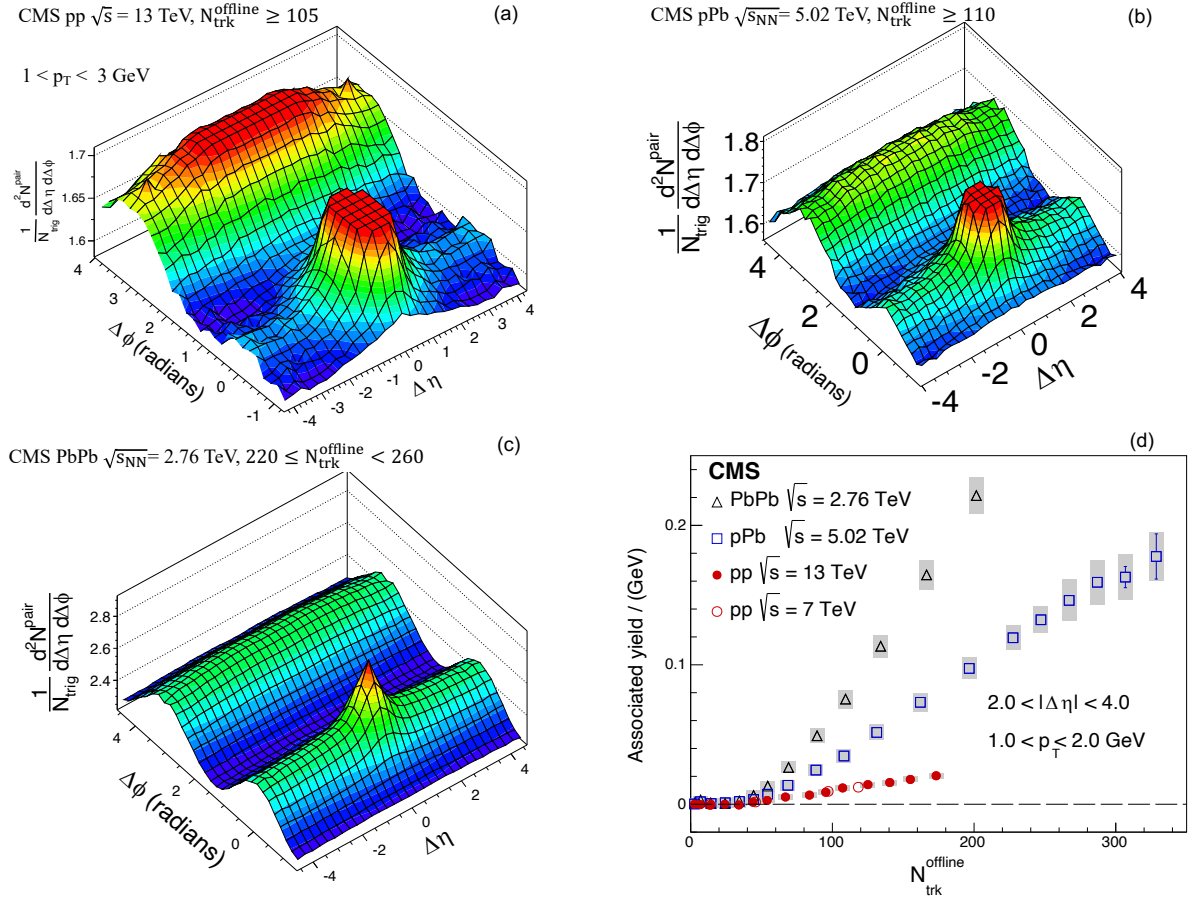 CMS pp √s = 13 TeV, N_trk^offline ≥ 105
(a)
1 < p_T < 3 GeV
1/N_trig d²N^pair/dΔη dΔϕ
1.7
1.65
1.6
4
3
2
1
0
-1
Δϕ (radians)
-4
-3
-2
-1
0
1
2
3
4
Δη
CMS pPb √s_NN = 5.02 TeV, N_trk^offline ≥ 110
(b)
1/N_trig d²N^pair/dΔη dΔϕ
1.8
1.7
1.6
4
2
0
Δϕ (radians)
-4
-2
0
2
4
Δη
CMS PbPb √s_NN = 2.76 TeV, 220 ≤ N_trk^offline < 260
(c)
1/N_trig d²N^pair/dΔη dΔϕ
2.8
2.6
2.4
4
2
0
Δϕ (radians)
-4
-2
0
2
4
Δη
(d)
CMS
PbPb √s = 2.76 TeV
pPb √s = 5.02 TeV
pp √s = 13 TeV
pp √s = 7 TeV
2.0 < |Δη| < 4.0
1.0 < p_T < 2.0 GeV
Associated yield / (GeV)
0.2
0.1
0
0
100
200
300
N_trk^offline